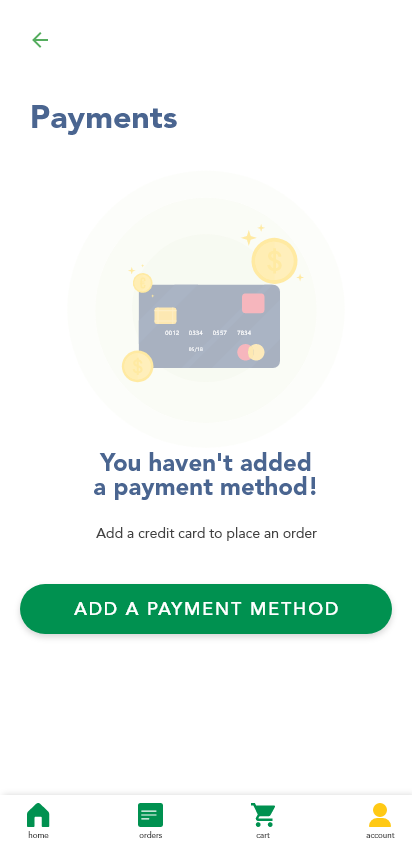 Payments
0012 0334 0557 7834
05/18
You haven't added
a payment method!
Add a credit card to place an order
ADD A PAYMENT METHOD
home orders cart account